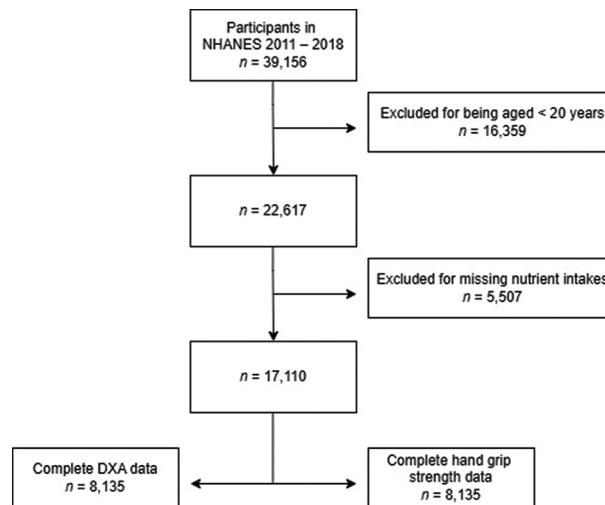 Participants in
NHANES 2011 – 2018
n = 39,156
Excluded for being aged < 20 years
n = 16,359
n = 22,617
Excluded for missing nutrient intakes
n = 5,507
n = 17,110
Complete DXA data
n = 8,135
Complete hand grip
strength data
n = 8,135